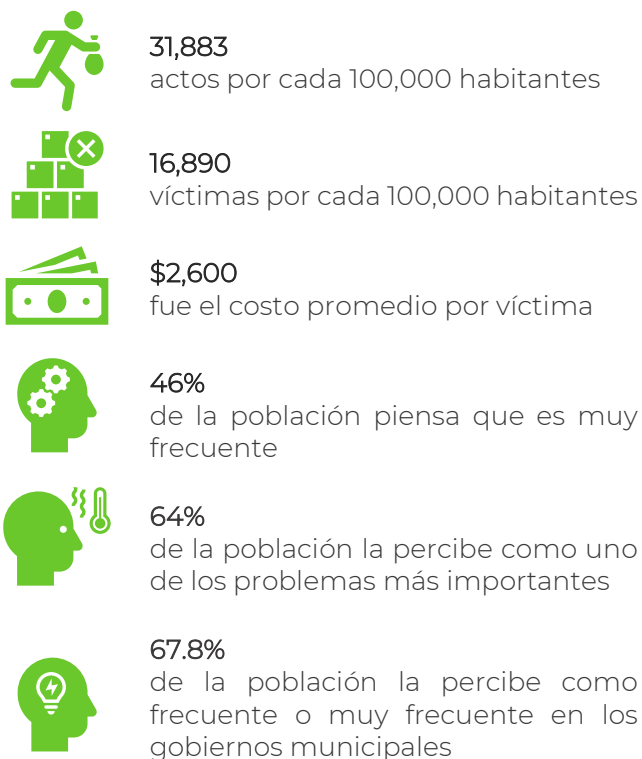 31,883
actos por cada 100,000 habitantes
16,890
víctimas por cada 100,000 habitantes
$2,600
fue el costo promedio por víctima
46%
de la población piensa que es muy
frecuente
64%
de la población la percibe como uno
de los problemas más importantes
67.8%
de la población la percibe como
frecuente o muy frecuente en los
gobiernos municipales